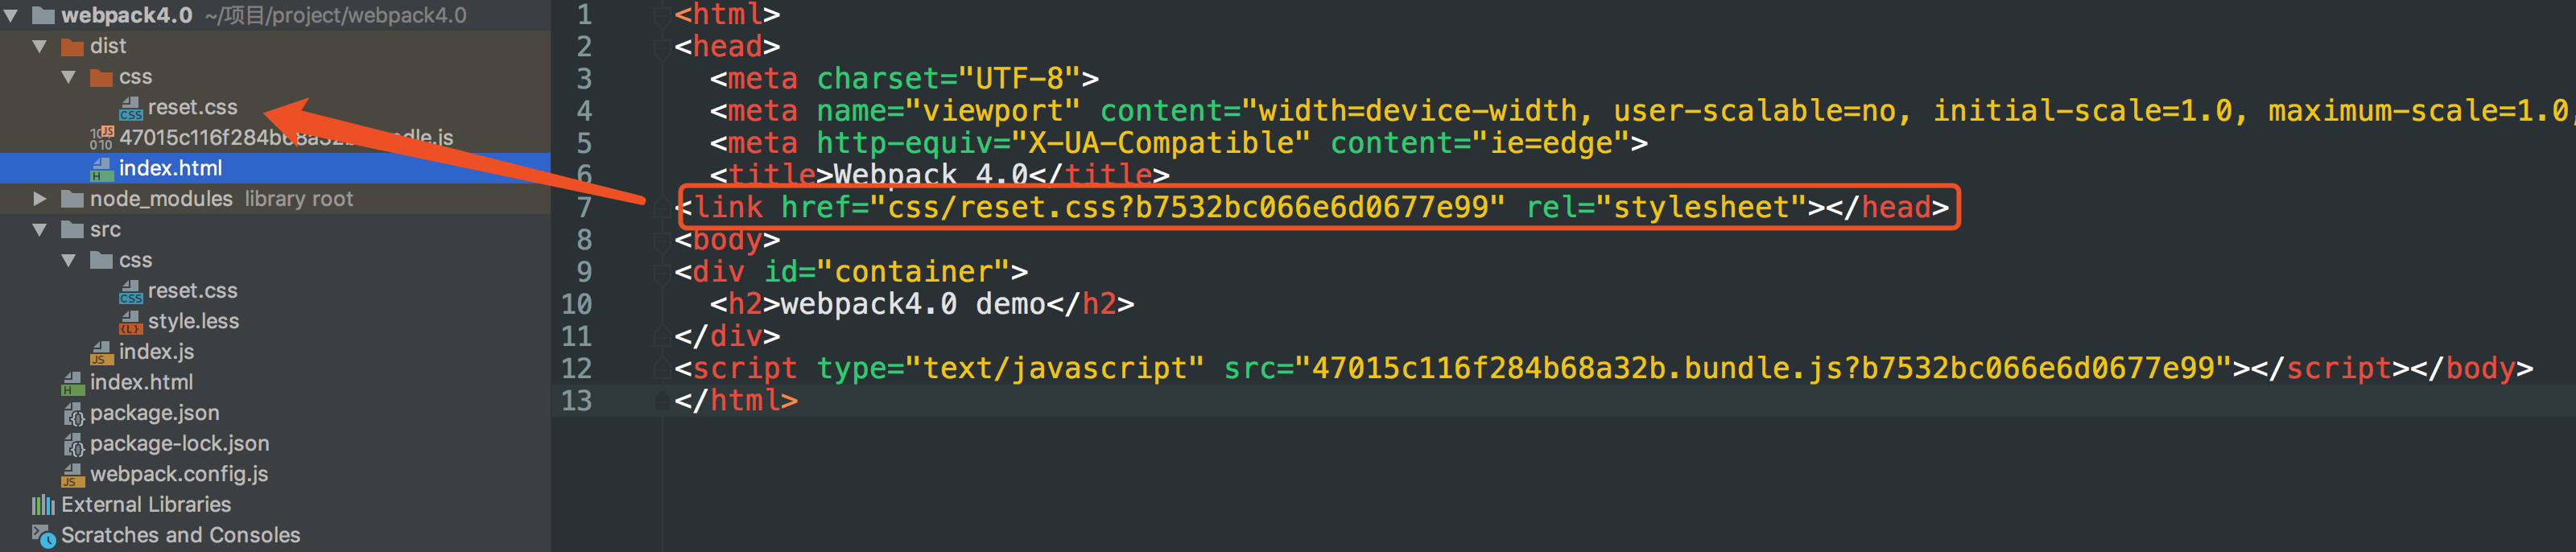 webpack4.0 ~/项目/project/webpack4.0
dist
css
reset.css
47015c116f284b68a32b
dle.js
index.html
node_modules library root
src
css
reset.css
style.less
index.js
index.html
package.json
package-lock.json
webpack.config.js
External Libraries
Scratches and Consoles
1 <html>
2 <head>
3 <meta charset="UTF-8">
4 <meta name="viewport" content="width=device-width, user-scalable=no, initial-scale=1.0, maximum-scale=1.0,
5 <meta http-equiv="X-UA-Compatible" content="ie=edge">
6 <title>Webpack 4.0</title>
7 <link href="css/reset.css?b7532bc066e6d0677e99" rel="stylesheet"></head>
8 <body>
9 <div id="container">
10 <h2>webpack4.0 demo</h2>
11 </div>
12 <script type="text/javascript" src="47015c116f284b68a32b.bundle.js?b7532bc066e6d0677e99"></script></body>
13 </html>